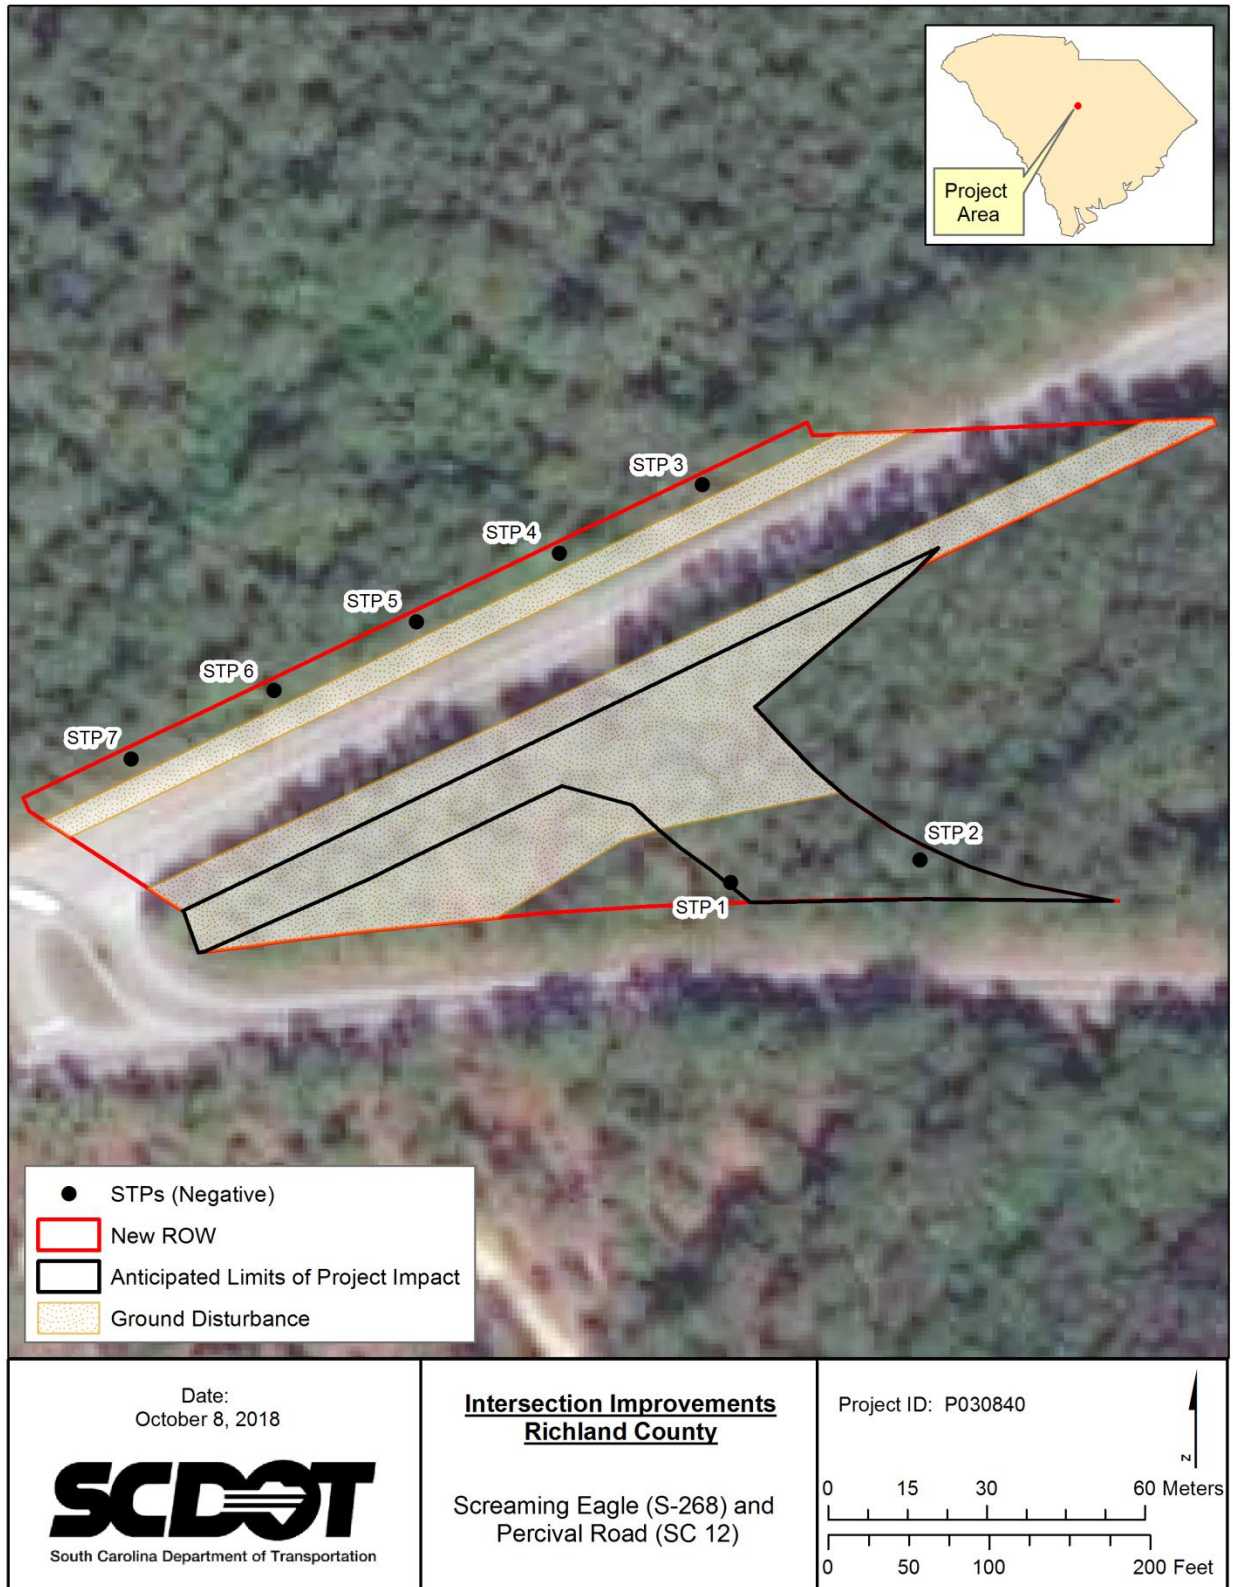 Project
Area
STP 3
STP 4
STP 5
STP 6
STP 7
STP 2
STP 1
STPs (Negative)
New ROW
Anticipated Limits of Project Impact
Ground Disturbance
Date:
October 8, 2018
SCDOT
South Carolina Department of Transportation
Intersection Improvements
Richland County
Screaming Eagle (S-268) and
Percival Road (SC 12)
Project ID: P030840
N
0 15 30 60 Meters
0 50 100 200 Feet